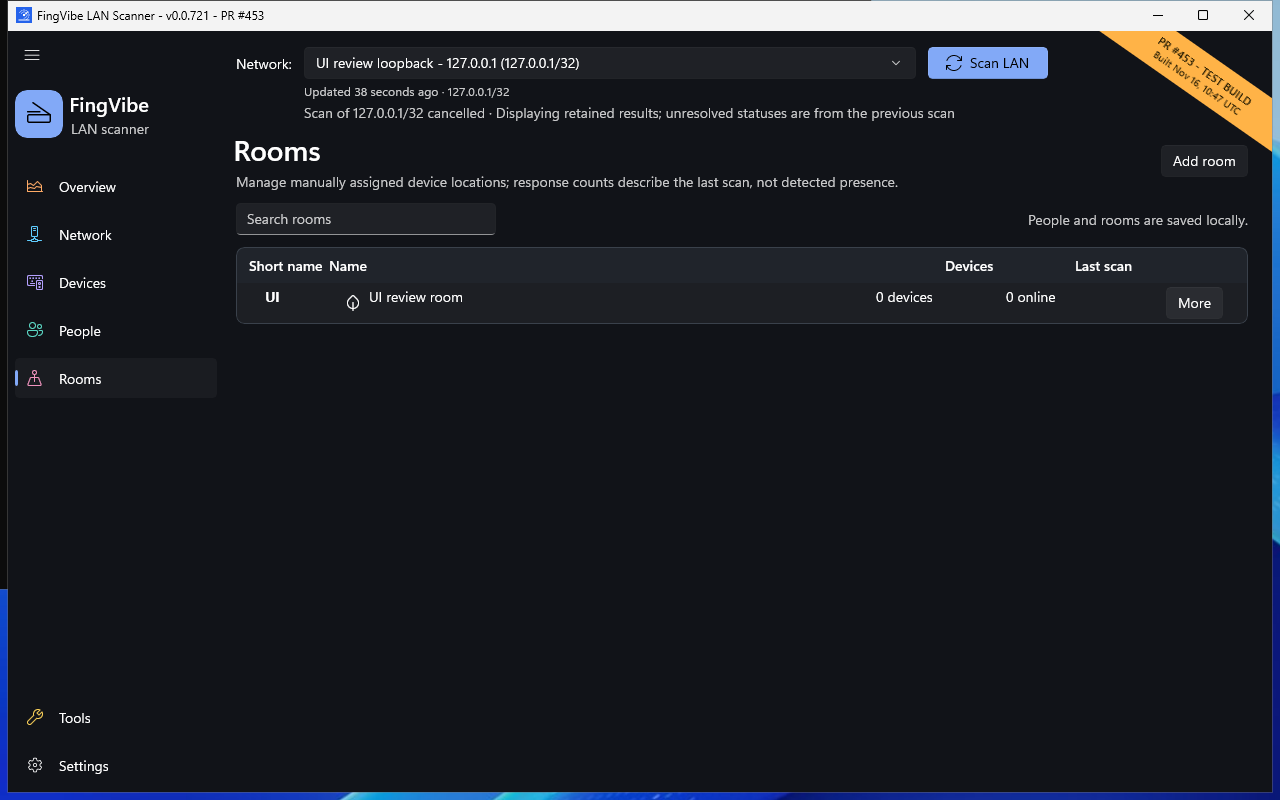 FingVibe LAN Scanner - v0.0.721 - PR #453
Network:
UI review loopback - 127.0.0.1 (127.0.0.1/32)
Scan LAN
PR #453 - TEST BUILD
Built Nov 16, 10:47 UTC
Updated 38 seconds ago · 127.0.0.1/32
Scan of 127.0.0.1/32 cancelled · Displaying retained results; unresolved statuses are from the previous scan
FingVibe
LAN scanner
Overview
Network
Devices
People
Rooms
Tools
Settings
Rooms
Add room
Manage manually assigned device locations; response counts describe the last scan, not detected presence.
Search rooms
People and rooms are saved locally.
Short name Name Devices Last scan
UI UI review room 0 devices 0 online More